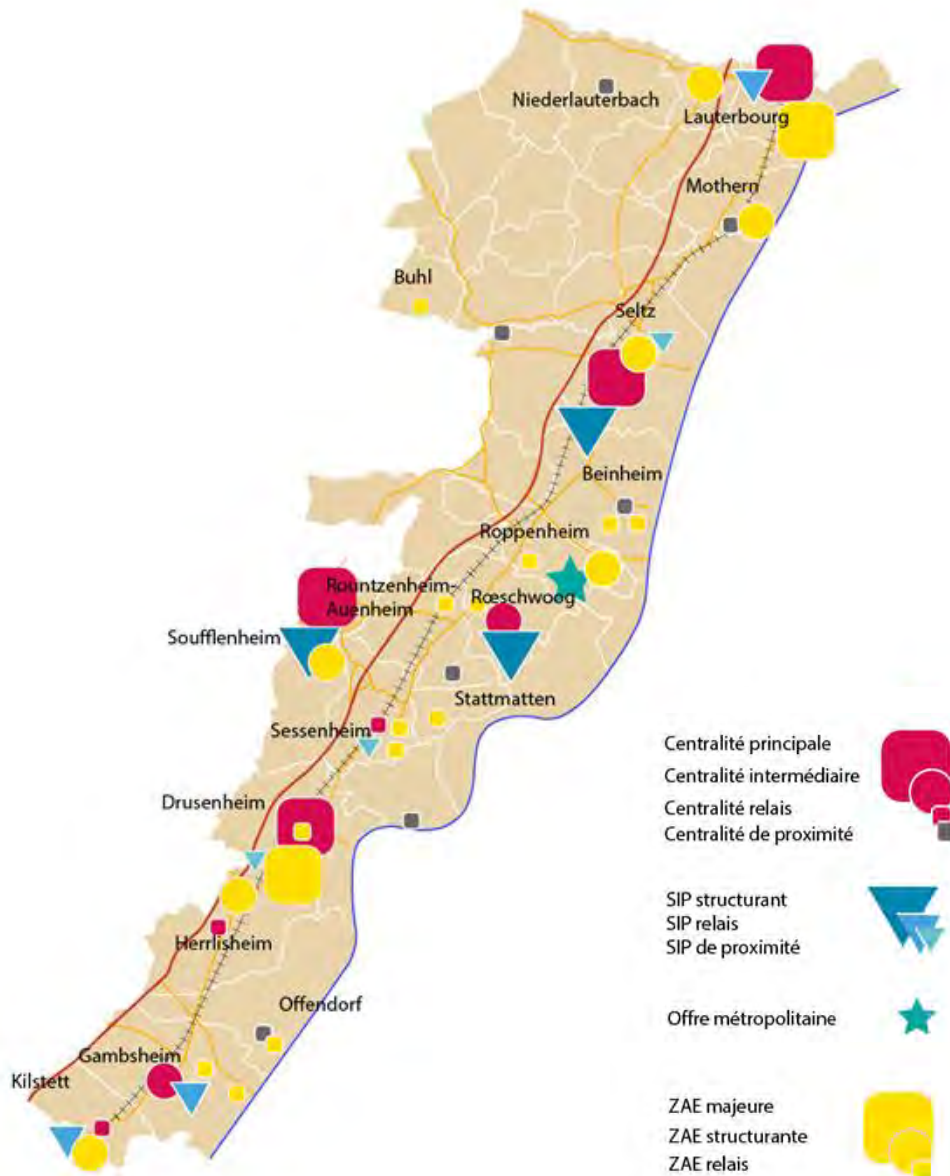 Niederlauterbach
Lauterbourg
Mothern
Buhl
Seltz
Beinheim
Roppenheim
Rountzenheim-
Auenheim
Rœschwoog
Soufflenheim
Stattmatten
Sessenheim
Drusenheim
Herrlisheim
Offendorf
Gambsheim
Kilstett
Centralité principale
Centralité intermédiaire
Centralité relais
Centralité de proximité
SIP structurant
SIP relais
SIP de proximité
Offre métropolitaine
ZAE majeure
ZAE structurante
ZAE relais